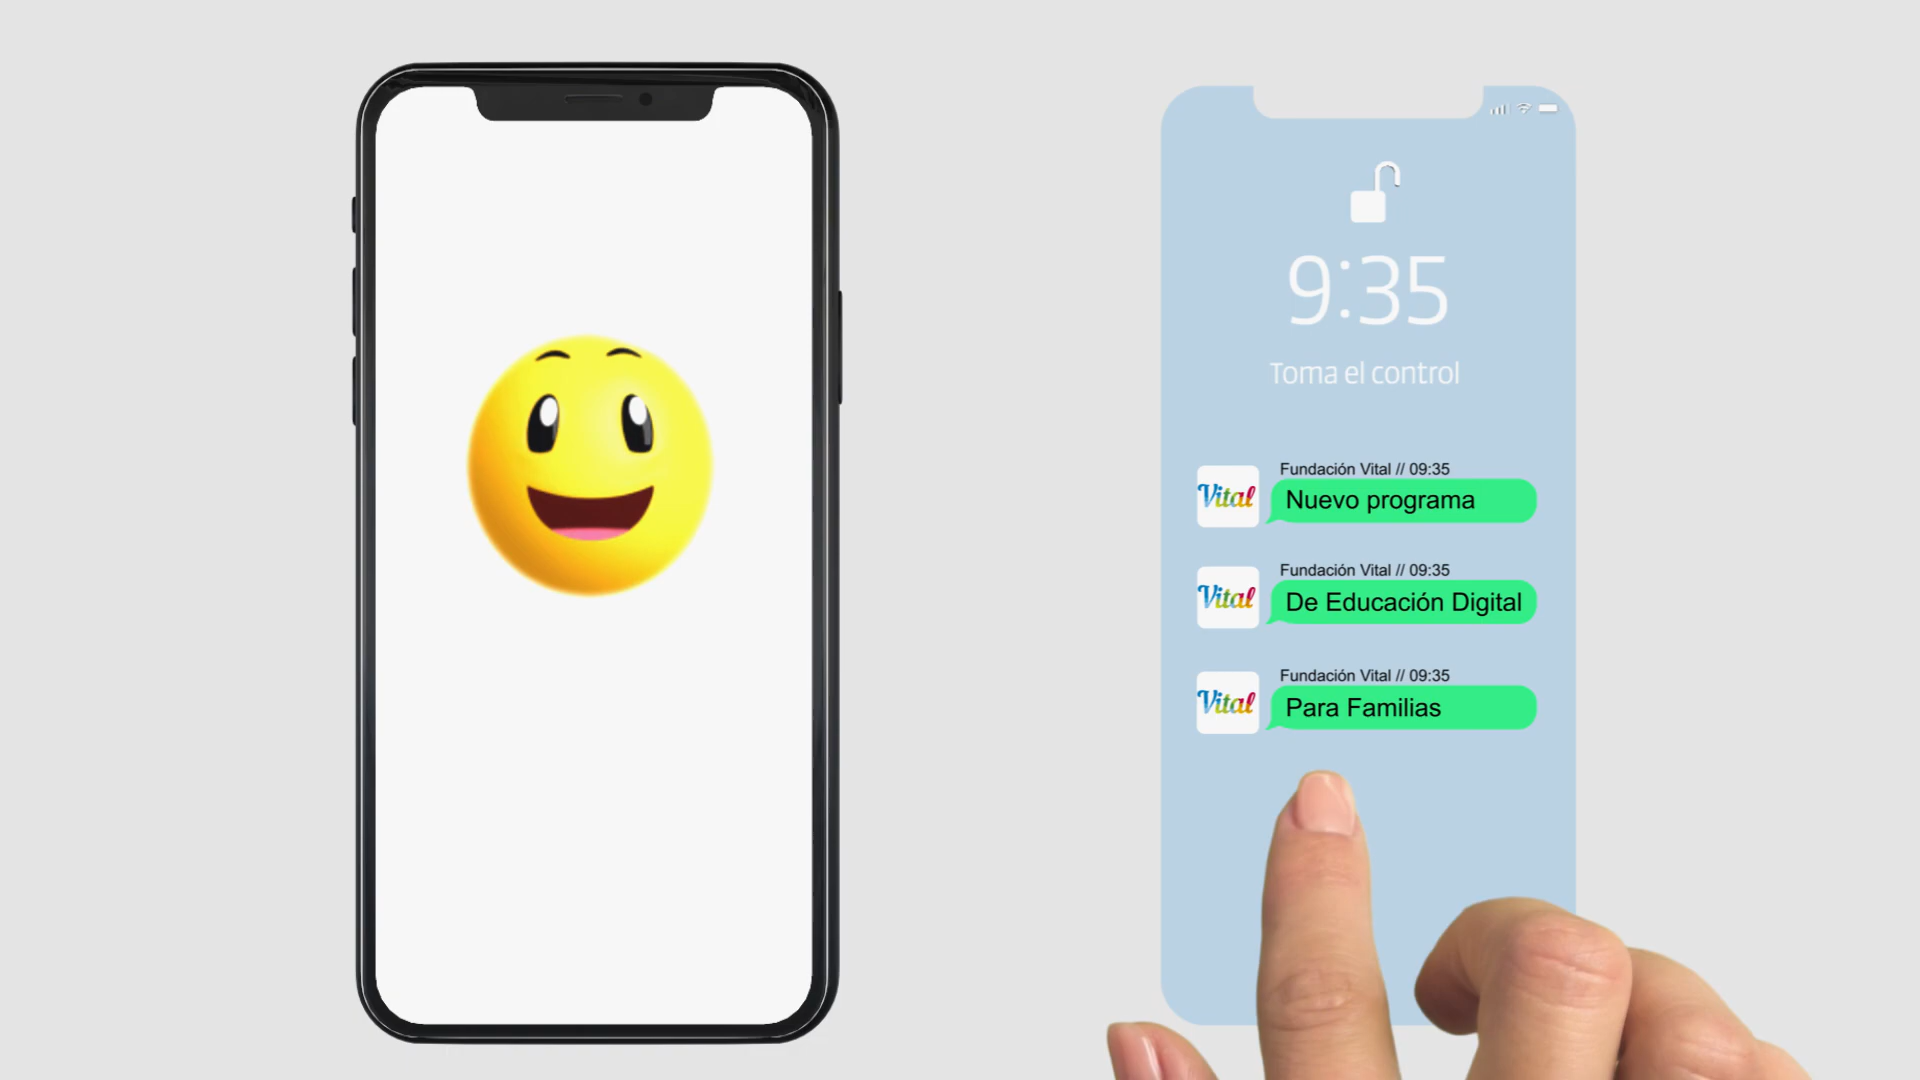 9:35
Toma el control
Fundación Vital // 09:35
Vital
Nuevo programa
Fundación Vital // 09:35
Vital
De Educación Digital
Fundación Vital // 09:35
Vital
Para Familias